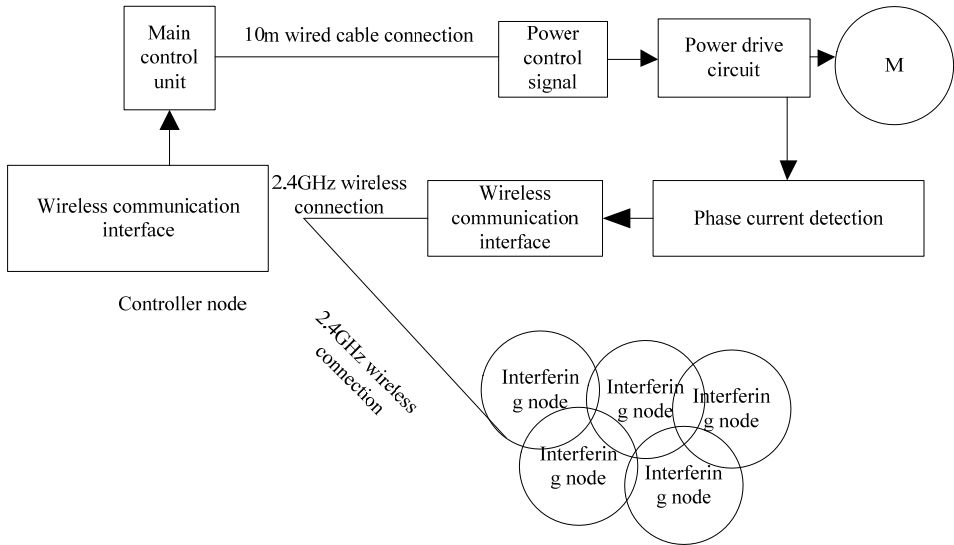 Main
control
unit
10m wired cable connection
Power
control
signal
Power drive
circuit
M
Wireless communication
interface
2.4GHz wireless
connection
Wireless
communication
interface
Phase current detection
Controller node
2.4GHz wireless
connection
Interferin
g node
Interferin
g node
Interferin
g node
Interferin
g node
Interferin
g node